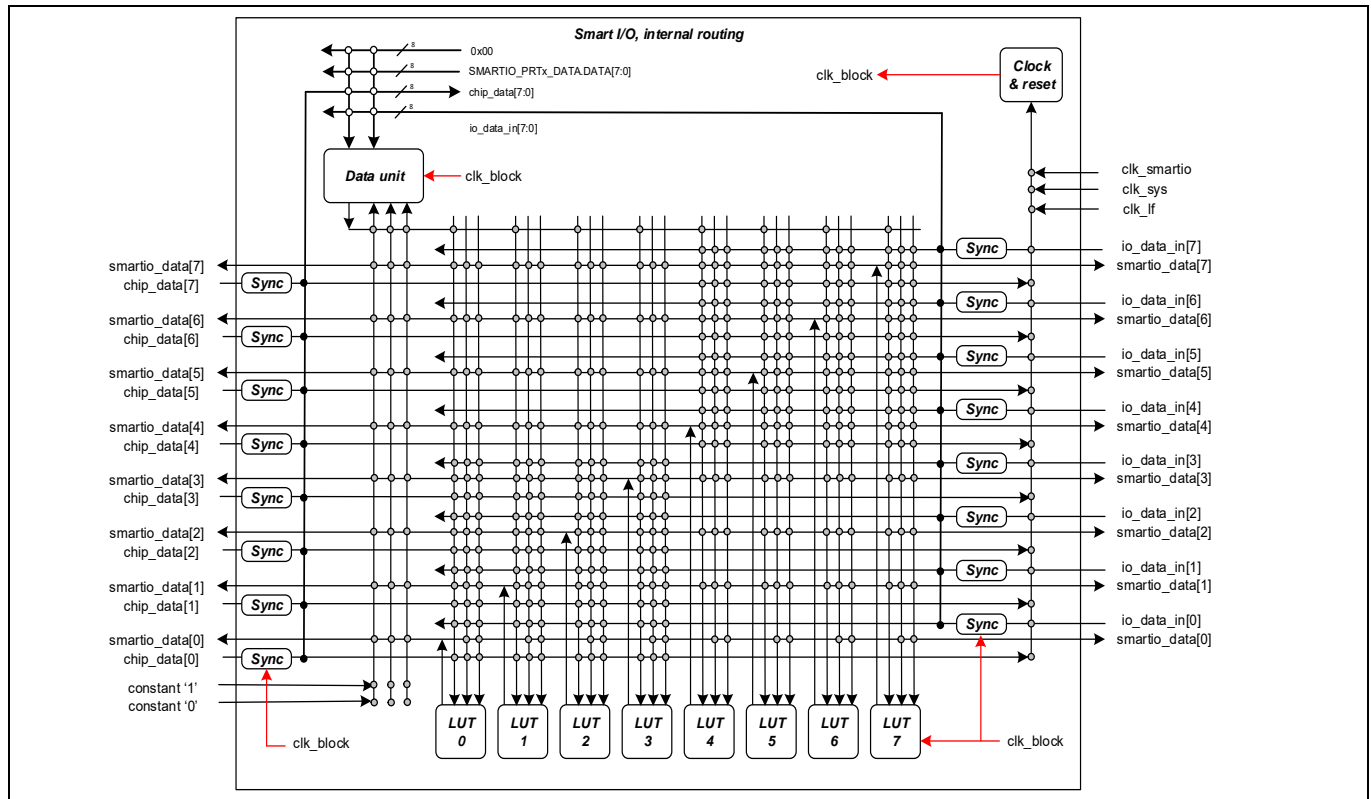 Smart I/O, internal routing
8
0x00
8
SMARTIO_PRTx_DATA.DATA[7:0]
8
chip_data[7:0]
8
io_data_in[7:0]
clk_block
Clock
& reset
Data unit
clk_block
clk_smartio
clk_sys
clk_lf
smartio_data[7]
chip_data[7]
Sync
Sync
io_data_in[7]
smartio_data[7]
smartio_data[6]
chip_data[6]
Sync
Sync
io_data_in[6]
smartio_data[6]
smartio_data[5]
chip_data[5]
Sync
Sync
io_data_in[5]
smartio_data[5]
smartio_data[4]
chip_data[4]
Sync
Sync
io_data_in[4]
smartio_data[4]
smartio_data[3]
chip_data[3]
Sync
Sync
io_data_in[3]
smartio_data[3]
smartio_data[2]
chip_data[2]
Sync
Sync
io_data_in[2]
smartio_data[2]
smartio_data[1]
chip_data[1]
Sync
Sync
io_data_in[1]
smartio_data[1]
smartio_data[0]
chip_data[0]
Sync
Sync
io_data_in[0]
smartio_data[0]
constant ‘1’
constant ‘0’
clk_block
LUT
0
LUT
1
LUT
2
LUT
3
LUT
4
LUT
5
LUT
6
LUT
7
clk_block